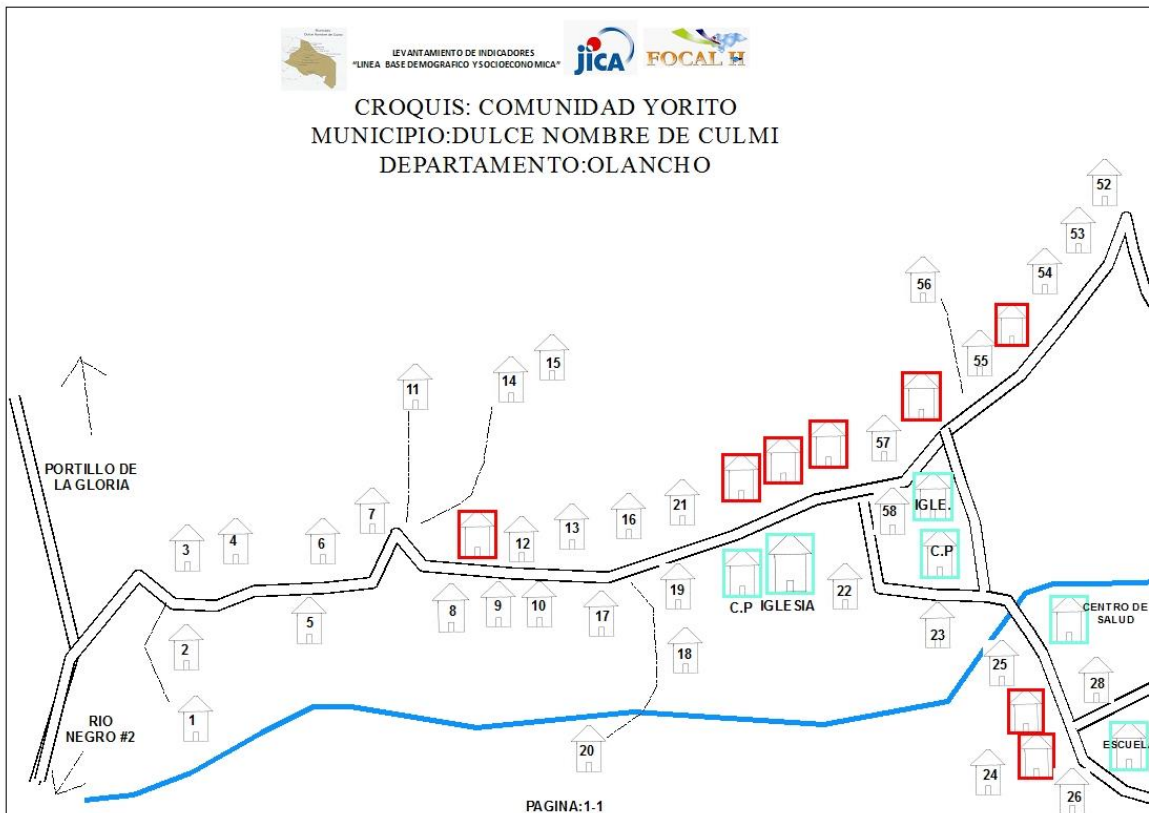 LEVANTAMIENTO DE INDICADORES
"LINEA BASE DEMOGRAFICO Y SOCIOECONOMICA"
jICA
FOCAL II
CROQUIS: COMUNIDAD YORITO
MUNICIPIO:DULCE NOMBRE DE CULMI
DEPARTAMENTO:OLANCHO
52
53
54
56
55
15
14
11
57
PORTILLO DE
LA GLORIA
7
21
16
13
12
58
IGLE.
3
4
6
C.P
8
9
10
17
19
C.P
IGLESIA
22
23
CENTRO DE
SALUD
5
2
18
25
28
1
RIO
NEGRO #2
20
24
26
ESCUELA
PAGINA:1-1